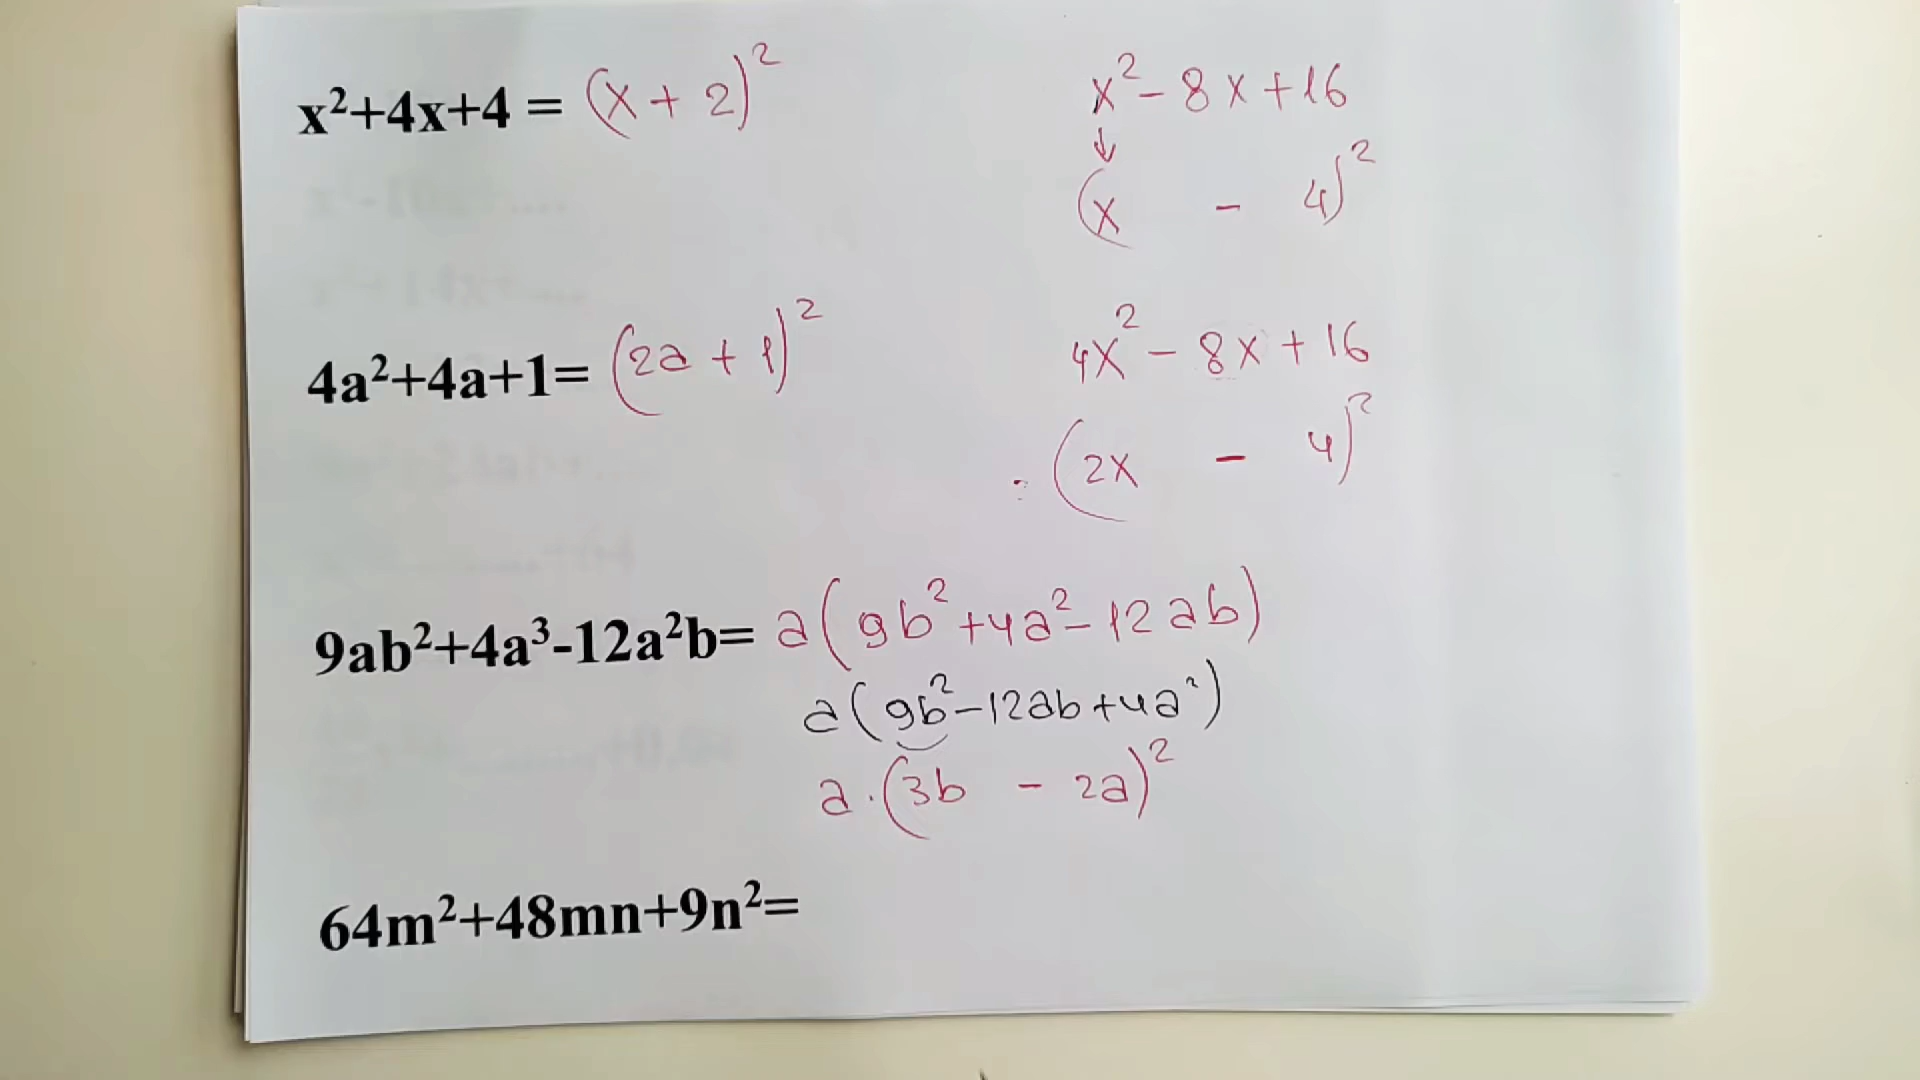 x²+4x+4 = (x + 2)²
x² - 8x + 16
(x - 4)²
4a²+4a+1= (2a + 1)²
4x² - 8x + 16
(2x - 4)²
9ab²+4a³-12a²b= a(9b² + 4a² - 12ab)
a(9b² - 12ab + 4a²)
a · (3b - 2a)²
64m²+48mn+9n²=